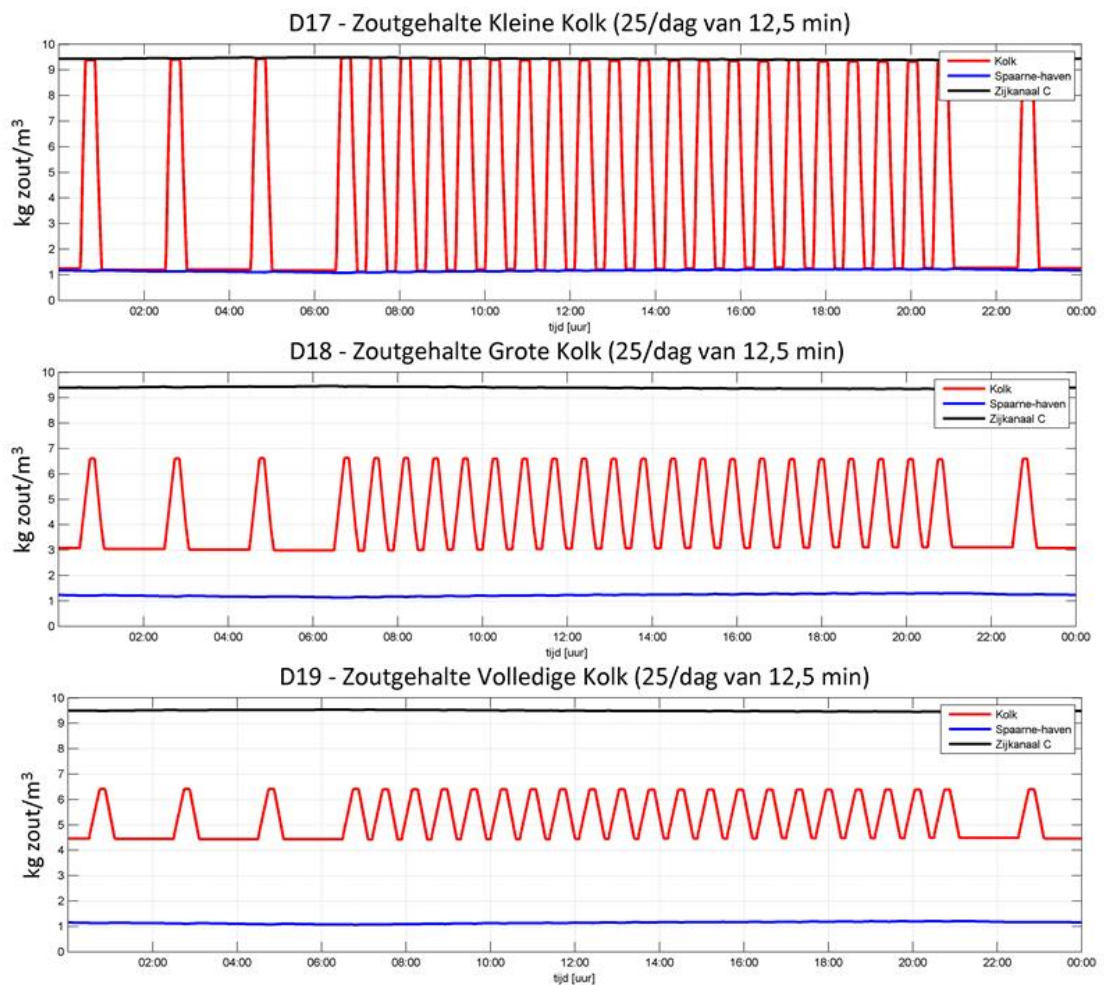 D17 - Zoutgehalte Kleine Kolk (25/dag van 12,5 min)
10
9
8
7
6
5
4
3
2
1
0
kg zout/m³
Kolk
Spaarne-haven
Zijkanaal C
02:00 04:00 06:00 08:00 10:00 12:00 14:00 16:00 18:00 20:00 22:00 00:00
tijd [uur]
D18 - Zoutgehalte Grote Kolk (25/dag van 12,5 min)
10
9
8
7
6
5
4
3
2
1
0
kg zout/m³
Kolk
Spaarne-haven
Zijkanaal C
02:00 04:00 06:00 08:00 10:00 12:00 14:00 16:00 18:00 20:00 22:00 00:00
tijd [uur]
D19 - Zoutgehalte Volledige Kolk (25/dag van 12,5 min)
10
9
8
7
6
5
4
3
2
1
0
kg zout/m³
Kolk
Spaarne-haven
Zijkanaal C
02:00 04:00 06:00 08:00 10:00 12:00 14:00 16:00 18:00 20:00 22:00 00:00
tijd [uur]